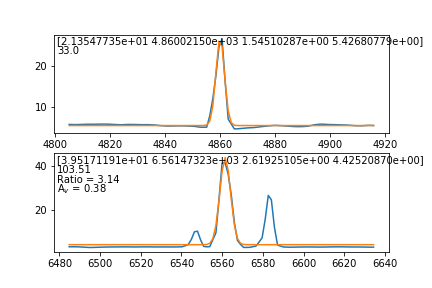 [2.13547735e+01 4.86002150e+03 1.54510287e+00 5.42680779e+00]
33.0
20
10
4800 4820 4840 4860 4880 4900 4920
[3.95171191e+01 6.56147323e+03 2.61925105e+00 4.42520870e+00]
103.51
Ratio = 3.14
Av = 0.38
40
20
6480 6500 6520 6540 6560 6580 6600 6620 6640